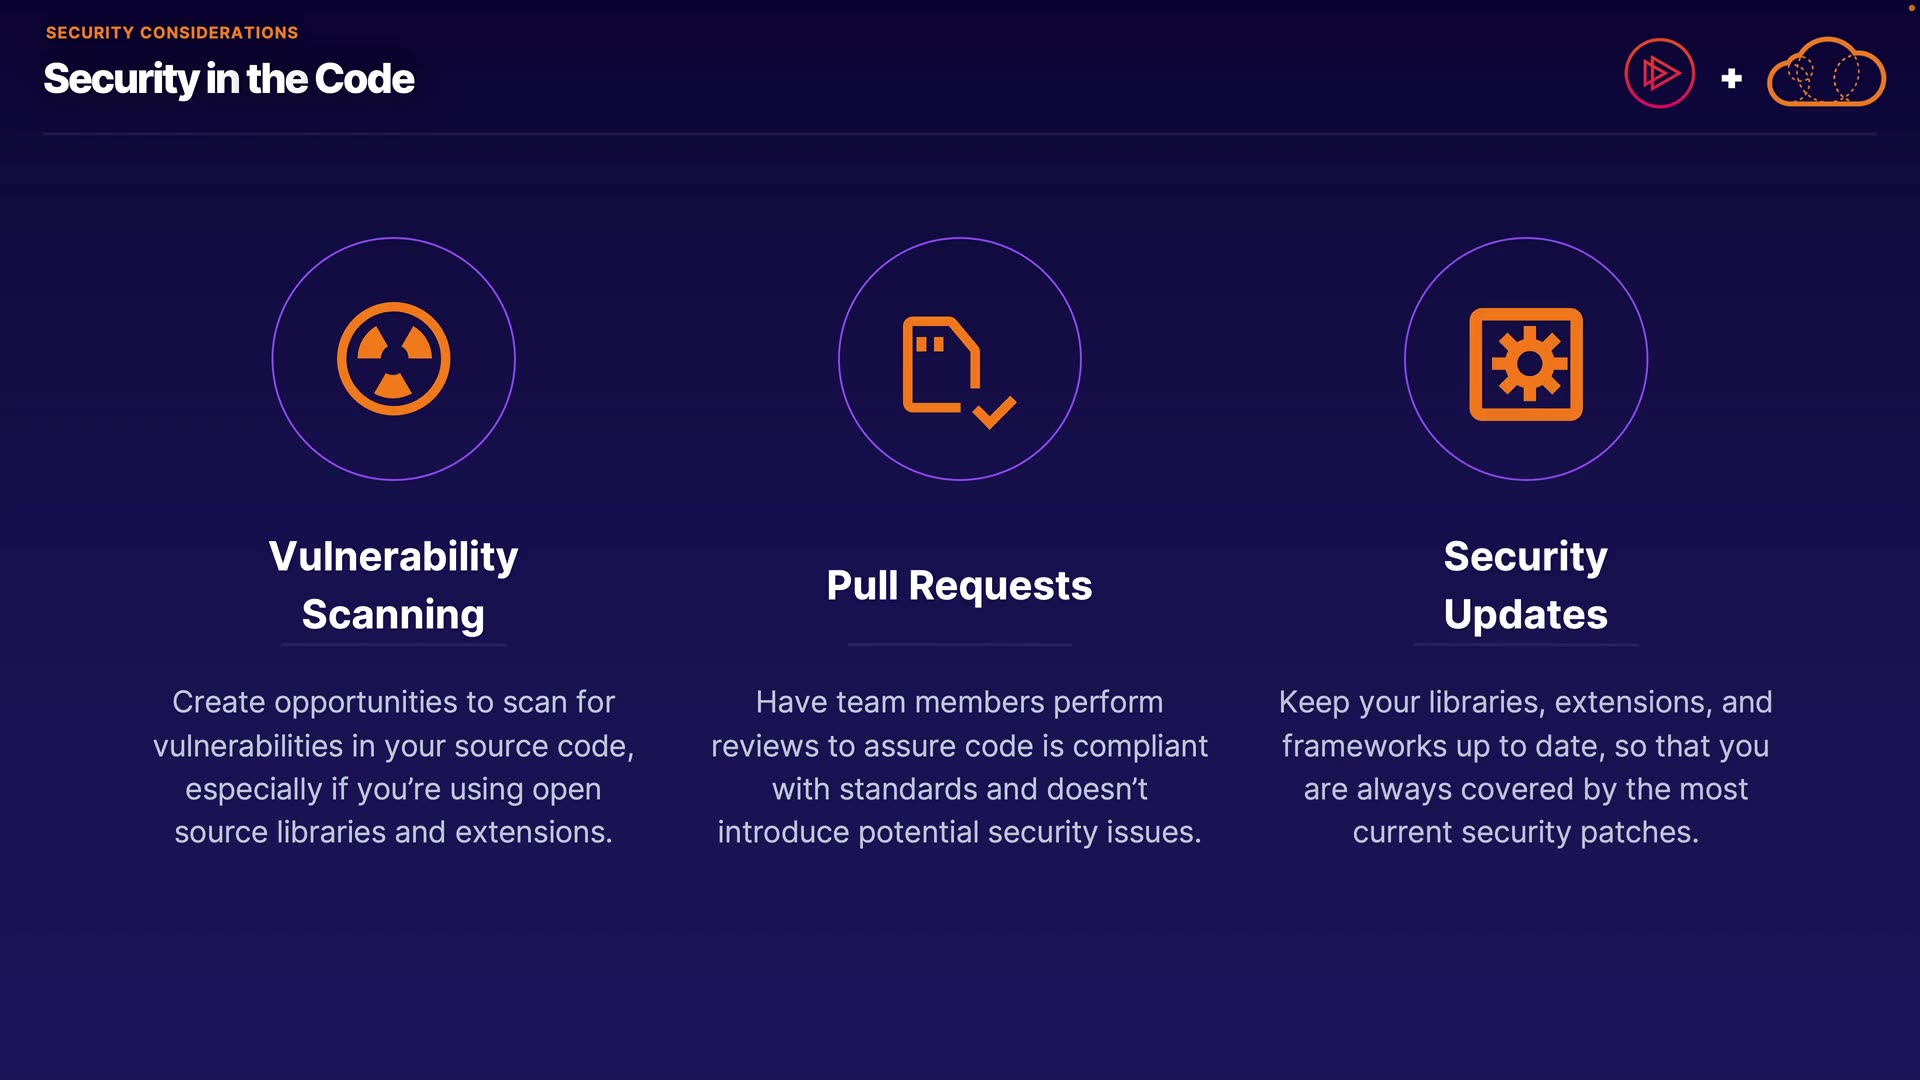 SECURITY CONSIDERATIONS
Security in the Code
Vulnerability
Scanning
Create opportunities to scan for
vulnerabilities in your source code,
especially if you’re using open
source libraries and extensions.
Pull Requests
Have team members perform
reviews to assure code is compliant
with standards and doesn’t
introduce potential security issues.
Security
Updates
Keep your libraries, extensions, and
frameworks up to date, so that you
are always covered by the most
current security patches.